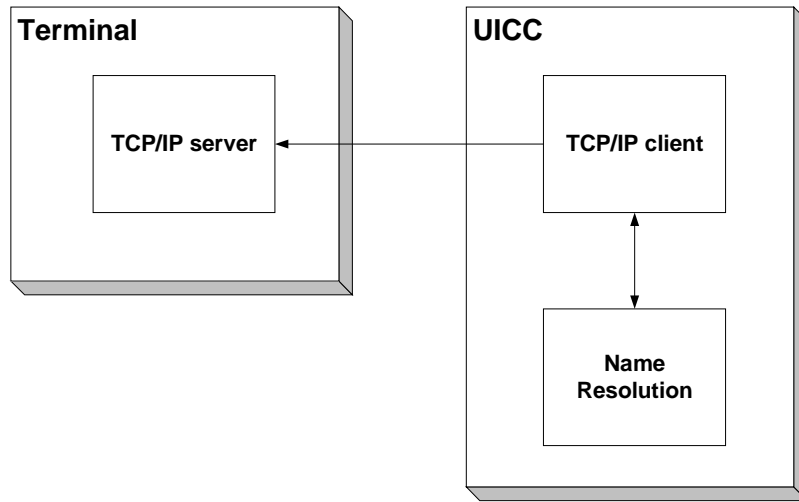 Terminal
UICC
TCP/IP server
TCP/IP client
Name
Resolution